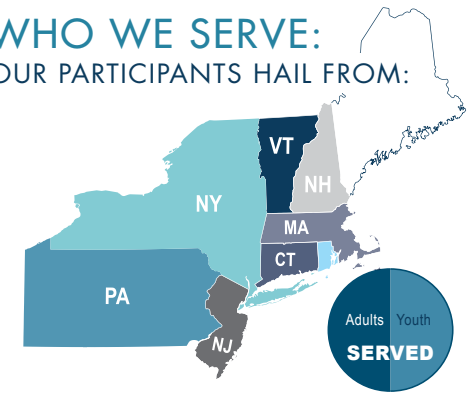 WHO WE SERVE:
OUR PARTICIPANTS HAIL FROM:
VT
NH
NY
MA
CT
PA
NJ
Adults Youth
SERVED